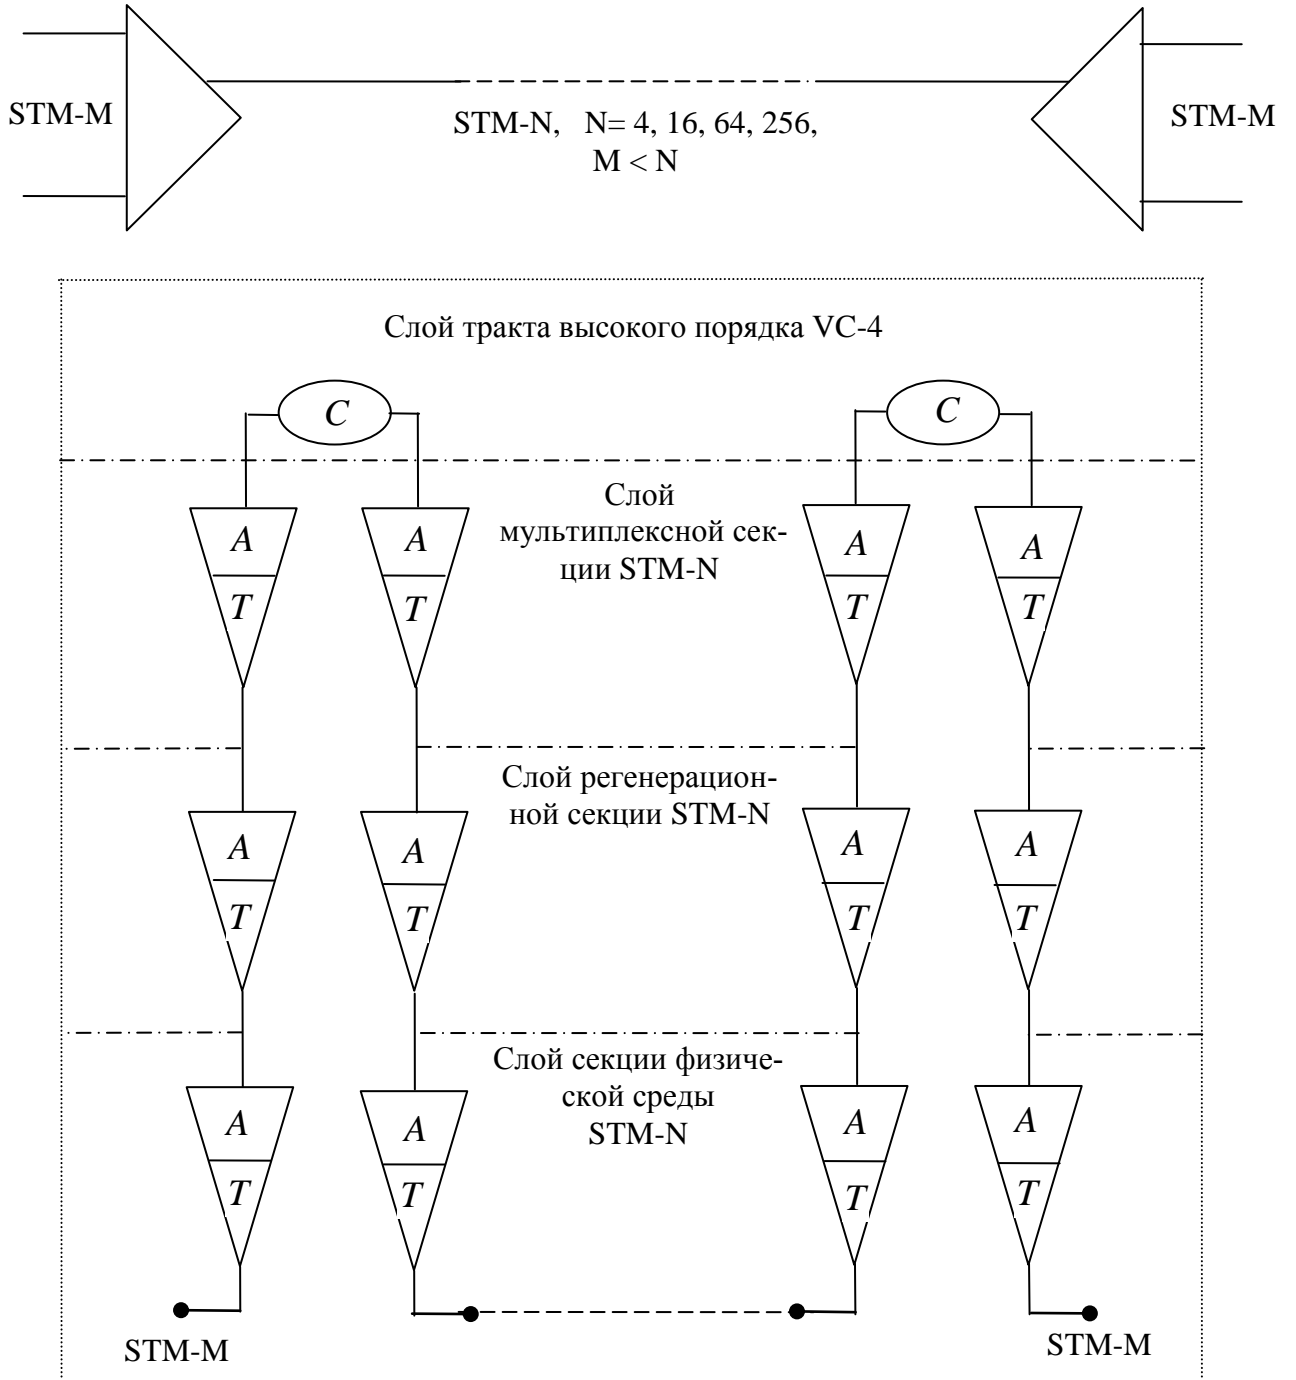 STM-M
STM-N, N= 4, 16, 64, 256,
M < N
STM-M
Слой тракта высокого порядка VC-4
C
C
Слой
мультиплексной сек-
ции STM-N
A
A
A
A
T
T
T
T
Слой регенерацион-
ной секции STM-N
A
A
A
A
T
T
T
T
Слой секции физиче-
ской среды
STM-N
A
A
A
A
T
T
T
T
STM-M
STM-M